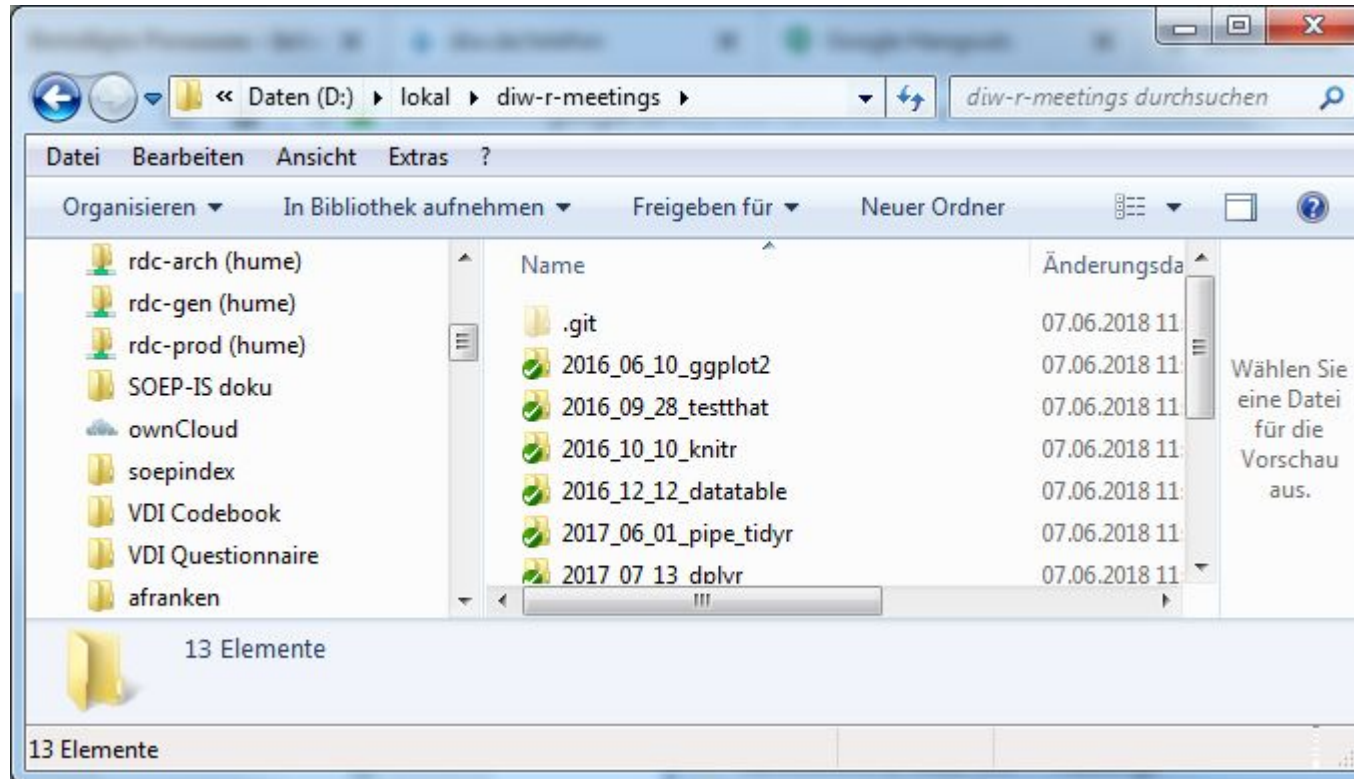 « Daten (D:) ▸ lokal ▸ diw-r-meetings ▸
diw-r-meetings durchsuchen
Datei Bearbeiten Ansicht Extras ?
Organisieren In Bibliothek aufnehmen Freigeben für Neuer Ordner
rdc-arch (hume)
rdc-gen (hume)
rdc-prod (hume)
SOEP-IS doku
ownCloud
soepindex
VDI Codebook
VDI Questionnaire
afranken
Name Änderungsda
.git 07.06.2018 11:
2016_06_10_ggplot2 07.06.2018 11:
2016_09_28_testthat 07.06.2018 11:
2016_10_10_knitr 07.06.2018 11:
2016_12_12_datatable 07.06.2018 11:
2017_06_01_pipe_tidyr 07.06.2018 11:
2017_07_13_dplyr 07.06.2018 11:
Wählen Sie
eine Datei
für die
Vorschau
aus.
13 Elemente
13 Elemente